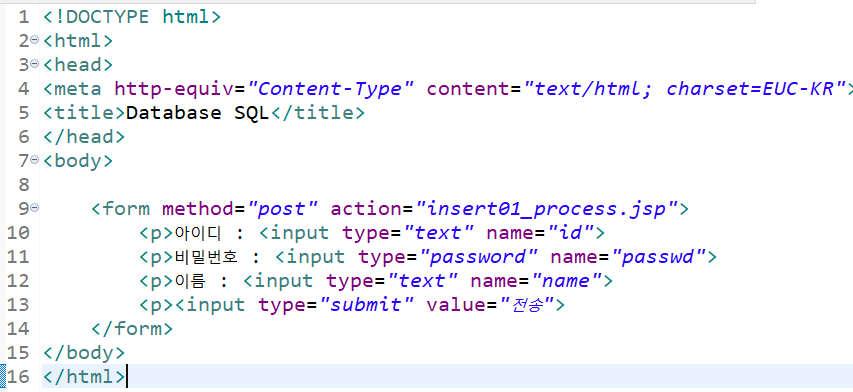 1 <!DOCTYPE html>
2 <html>
3 <head>
4 <meta http-equiv="Content-Type" content="text/html; charset=EUC-KR">
5 <title>Database SQL</title>
6 </head>
7 <body>
8
9 <form method="post" action="insert01_process.jsp">
10 <p>아이디 : <input type="text" name="id">
11 <p>비밀번호 : <input type="password" name="passwd">
12 <p>이름 : <input type="text" name="name">
13 <p><input type="submit" value="전송">
14 </form>
15 </body>
16 </html>